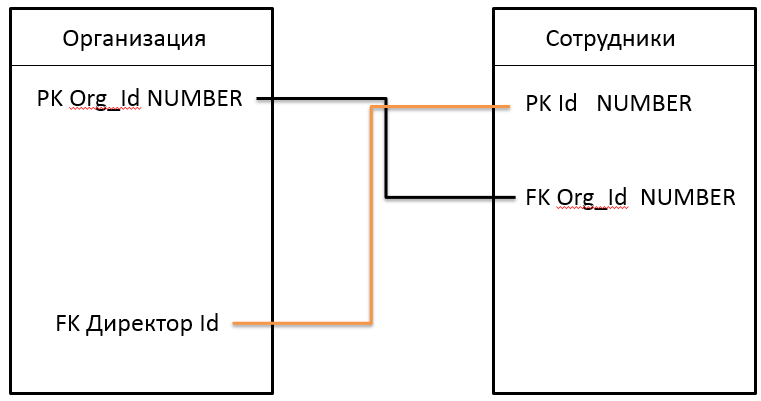 Организация
PK Org_Id NUMBER
FK Директор Id
Сотрудники
PK Id NUMBER
FK Org_Id NUMBER